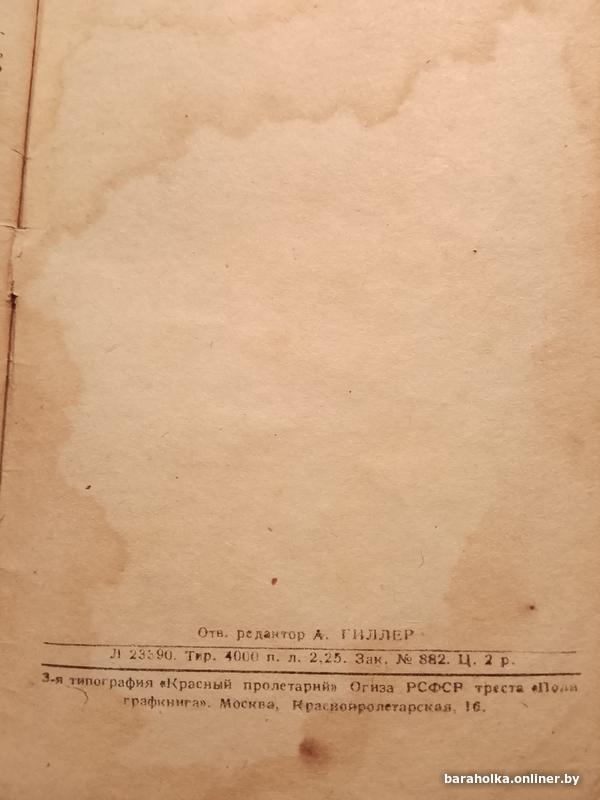 Отв. редактор А. ГИЛЛЕР
Л 23390. Тир. 4000 п. л. 2,25. Зак. № 882. Ц. 2 р.
3-я типография «Красный пролетарий» Огиза РСФСР треста «Поли
графкнига». Москва, Краснопролетарская, 16.
baraholka.onliner.by